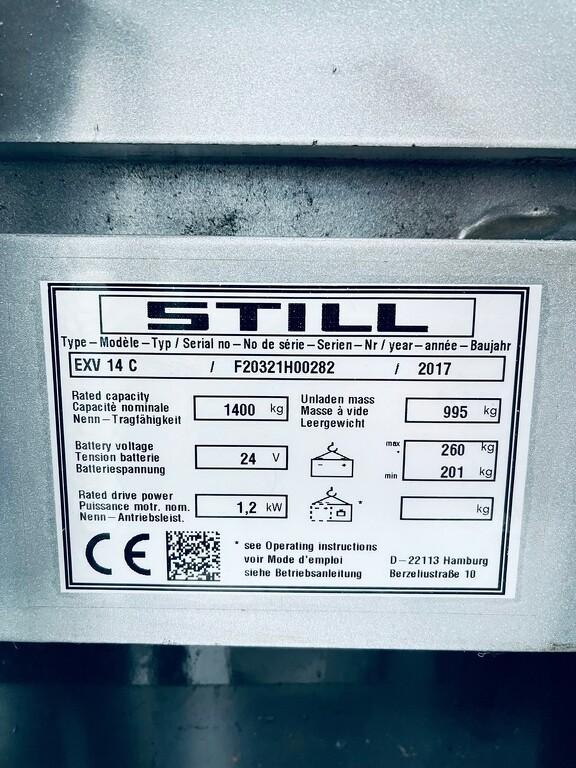 STILL
Type – Modèle – Typ / Serial no – No de série – Serien – Nr / year – année – Baujahr
EXV 14 C / F20321H00282 / 2017
Rated capacity
Capacitè nominale
Nenn – Tragfähigkeit
1400 kg
Unladen mass
Masse à vide
Leergewicht
995 kg
Battery voltage
Tension batterie
Batteriespannung
24 V
max * 260 kg
min 201 kg
Rated drive power
Puissance motr. nom.
Nenn – Antriebsleist.
1,2 kW
* kg
CE
* see Operating instructions
voir Mode d'emploi
siehe Betriebsanleitung
D – 22113 Hamburg
Berzeliustraße 10